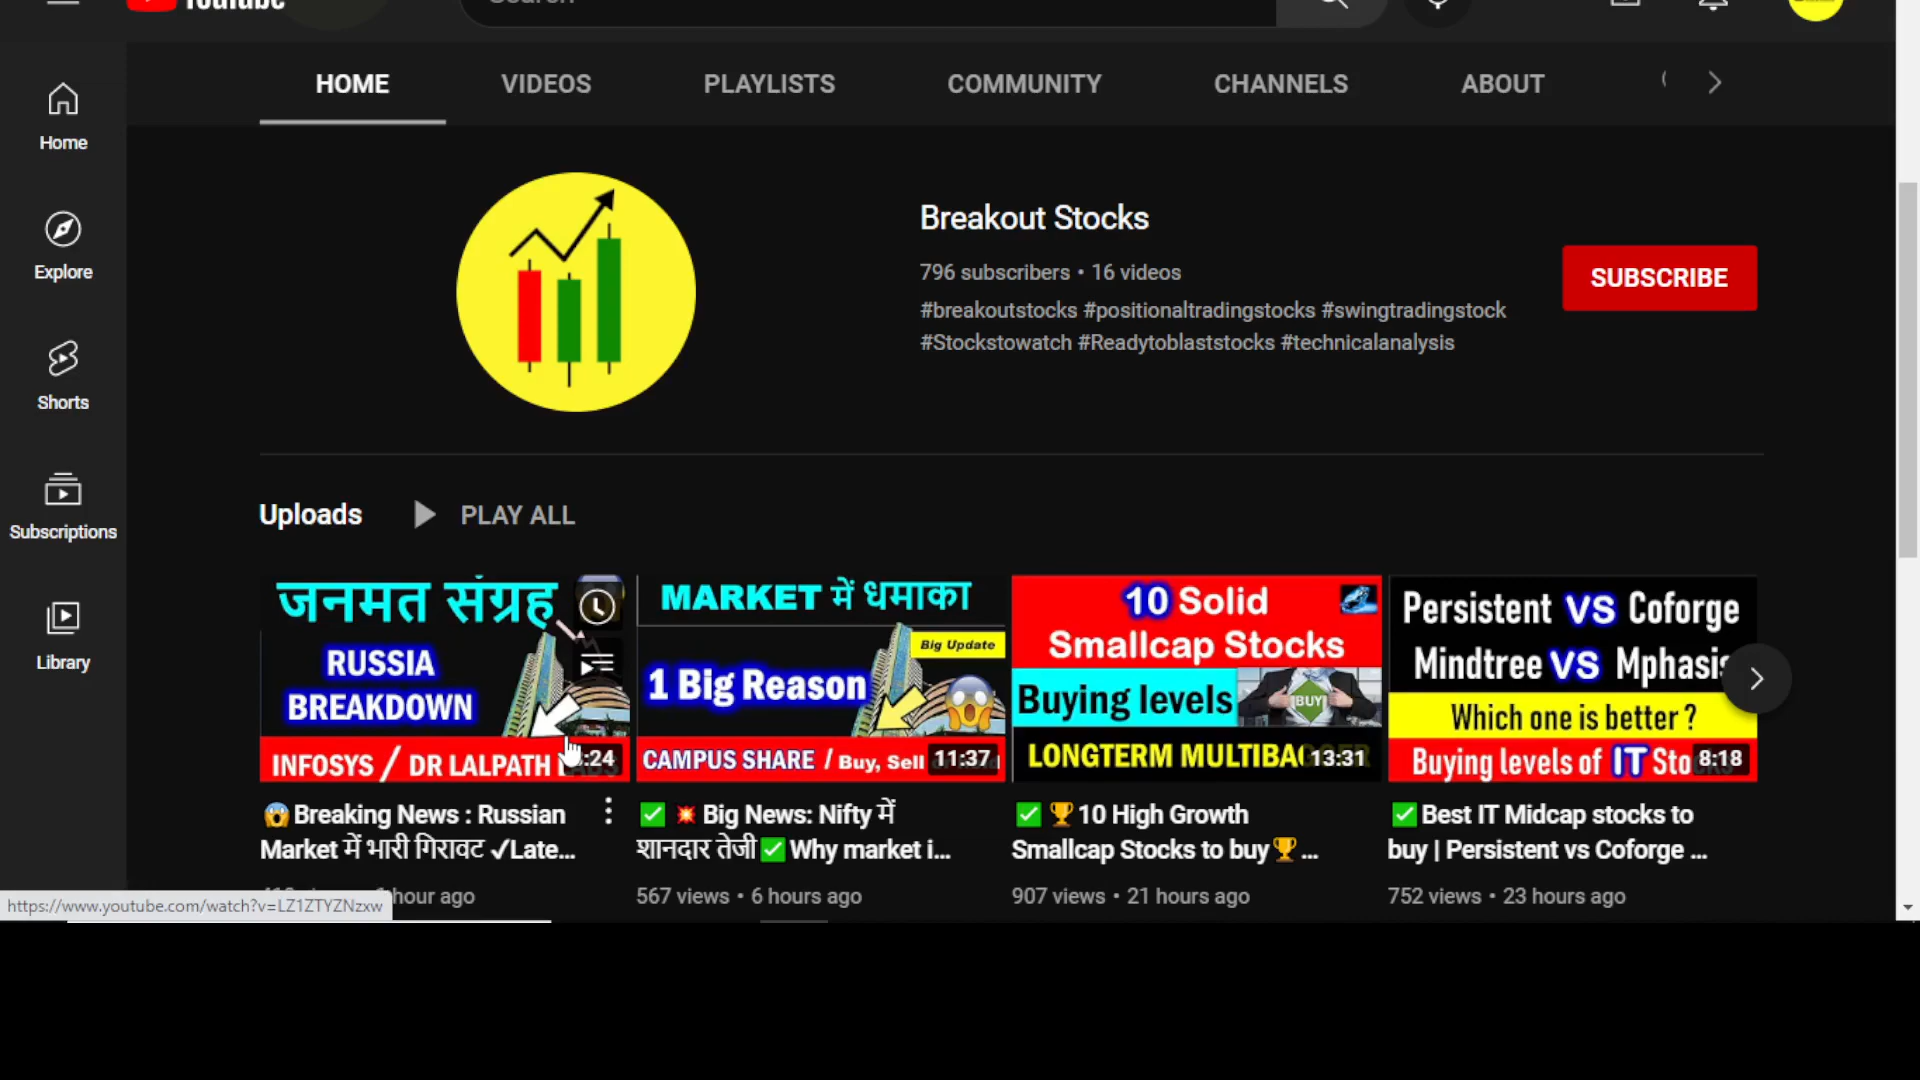 YouTube
Search
HOME
VIDEOS
PLAYLISTS
COMMUNITY
CHANNELS
ABOUT
Home
Explore
Shorts
Subscriptions
Library
Breakout Stocks
796 subscribers • 16 videos
#breakoutstocks #positionaltradingstocks #swingtradingstock
#Stockstowatch #Readytoblaststocks #technicalanalysis
SUBSCRIBE
Uploads
PLAY ALL
जनमत संग्रह
RUSSIA
BREAKDOWN
INFOSYS / DR LALPATH
:24
😱Breaking News : Russian
Market में भारी गिरावट ✓Late...
hour ago
MARKET में धमाका
Big Update
1 Big Reason
CAMPUS SHARE / Buy, Sell
11:37
✅ 💥 Big News: Nifty में
शानदार तेजी✅Why market i...
567 views • 6 hours ago
10 Solid
Smallcap Stocks
Buying levels
BUY
LONGTERM MULTIBAGGER
13:31
✅ 🏆10 High Growth
Smallcap Stocks to buy🏆...
907 views • 21 hours ago
Persistent VS Coforge
Mindtree VS Mphasis
Which one is better ?
Buying levels of IT Stocks
8:18
✅Best IT Midcap stocks to
buy | Persistent vs Coforge ...
752 views • 23 hours ago
https://www.youtube.com/watch?v=LZ1ZTYZNzxw